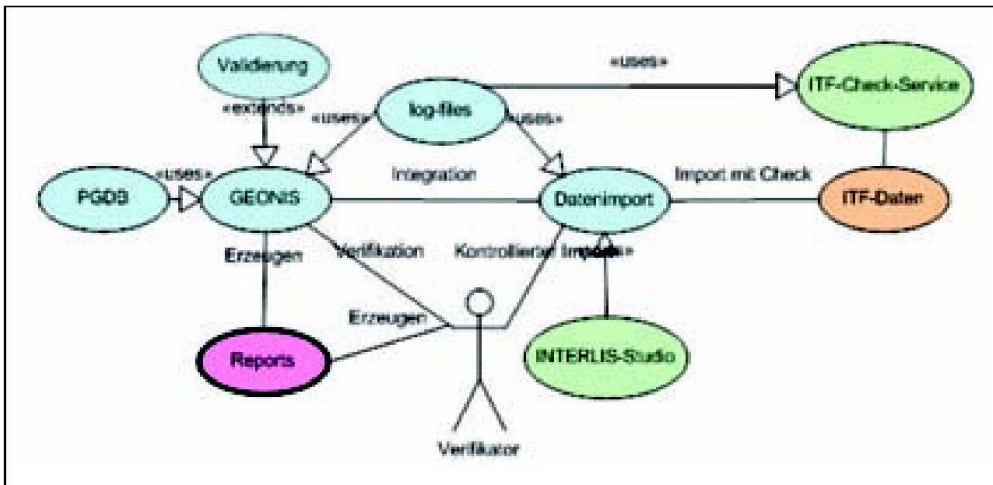 Validierung
«uses»
ITF-Check-Service
«extends»
«uses»
log-files
«uses»
«uses»
Integration
Import mit Check
PGDB
GEONIS
Datenimport
ITF-Daten
Erzeugen
Verifikation
Kontrollierter
Erzeugen
Reports
INTERLIS-Studio
Verifikator